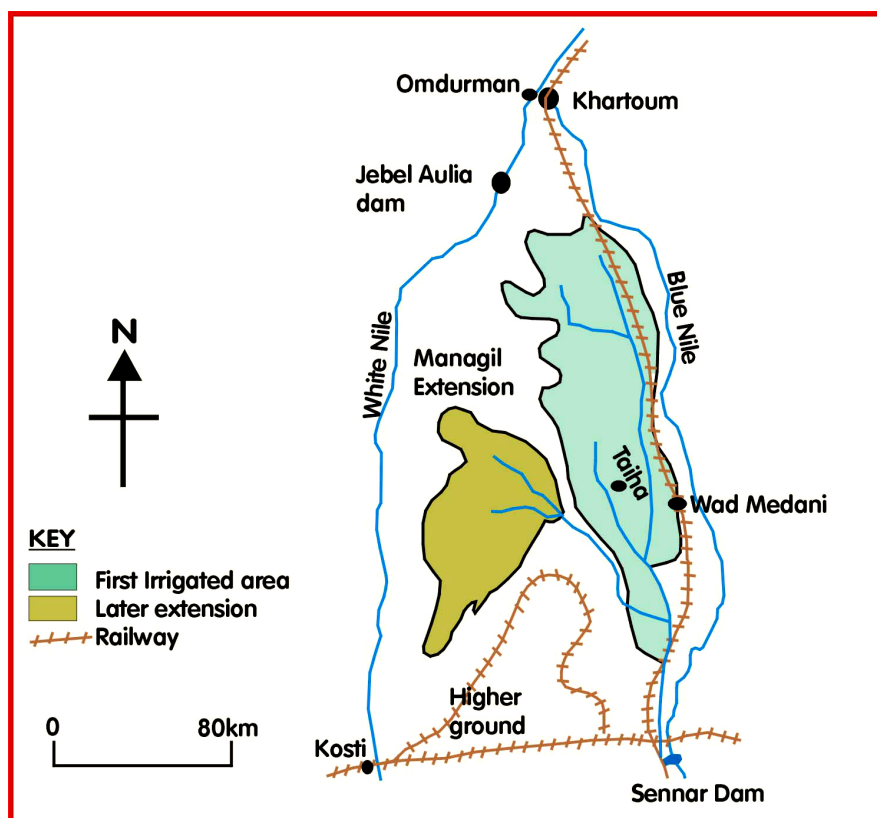 Omdurman
Khartoum
Jebel Aulia
dam
N
White Nile
Blue Nile
Managil
Extension
Taiha
Wad Medani
KEY
First Irrigated area
Later extension
Railway
Higher
ground
0 80km
Kosti
Sennar Dam